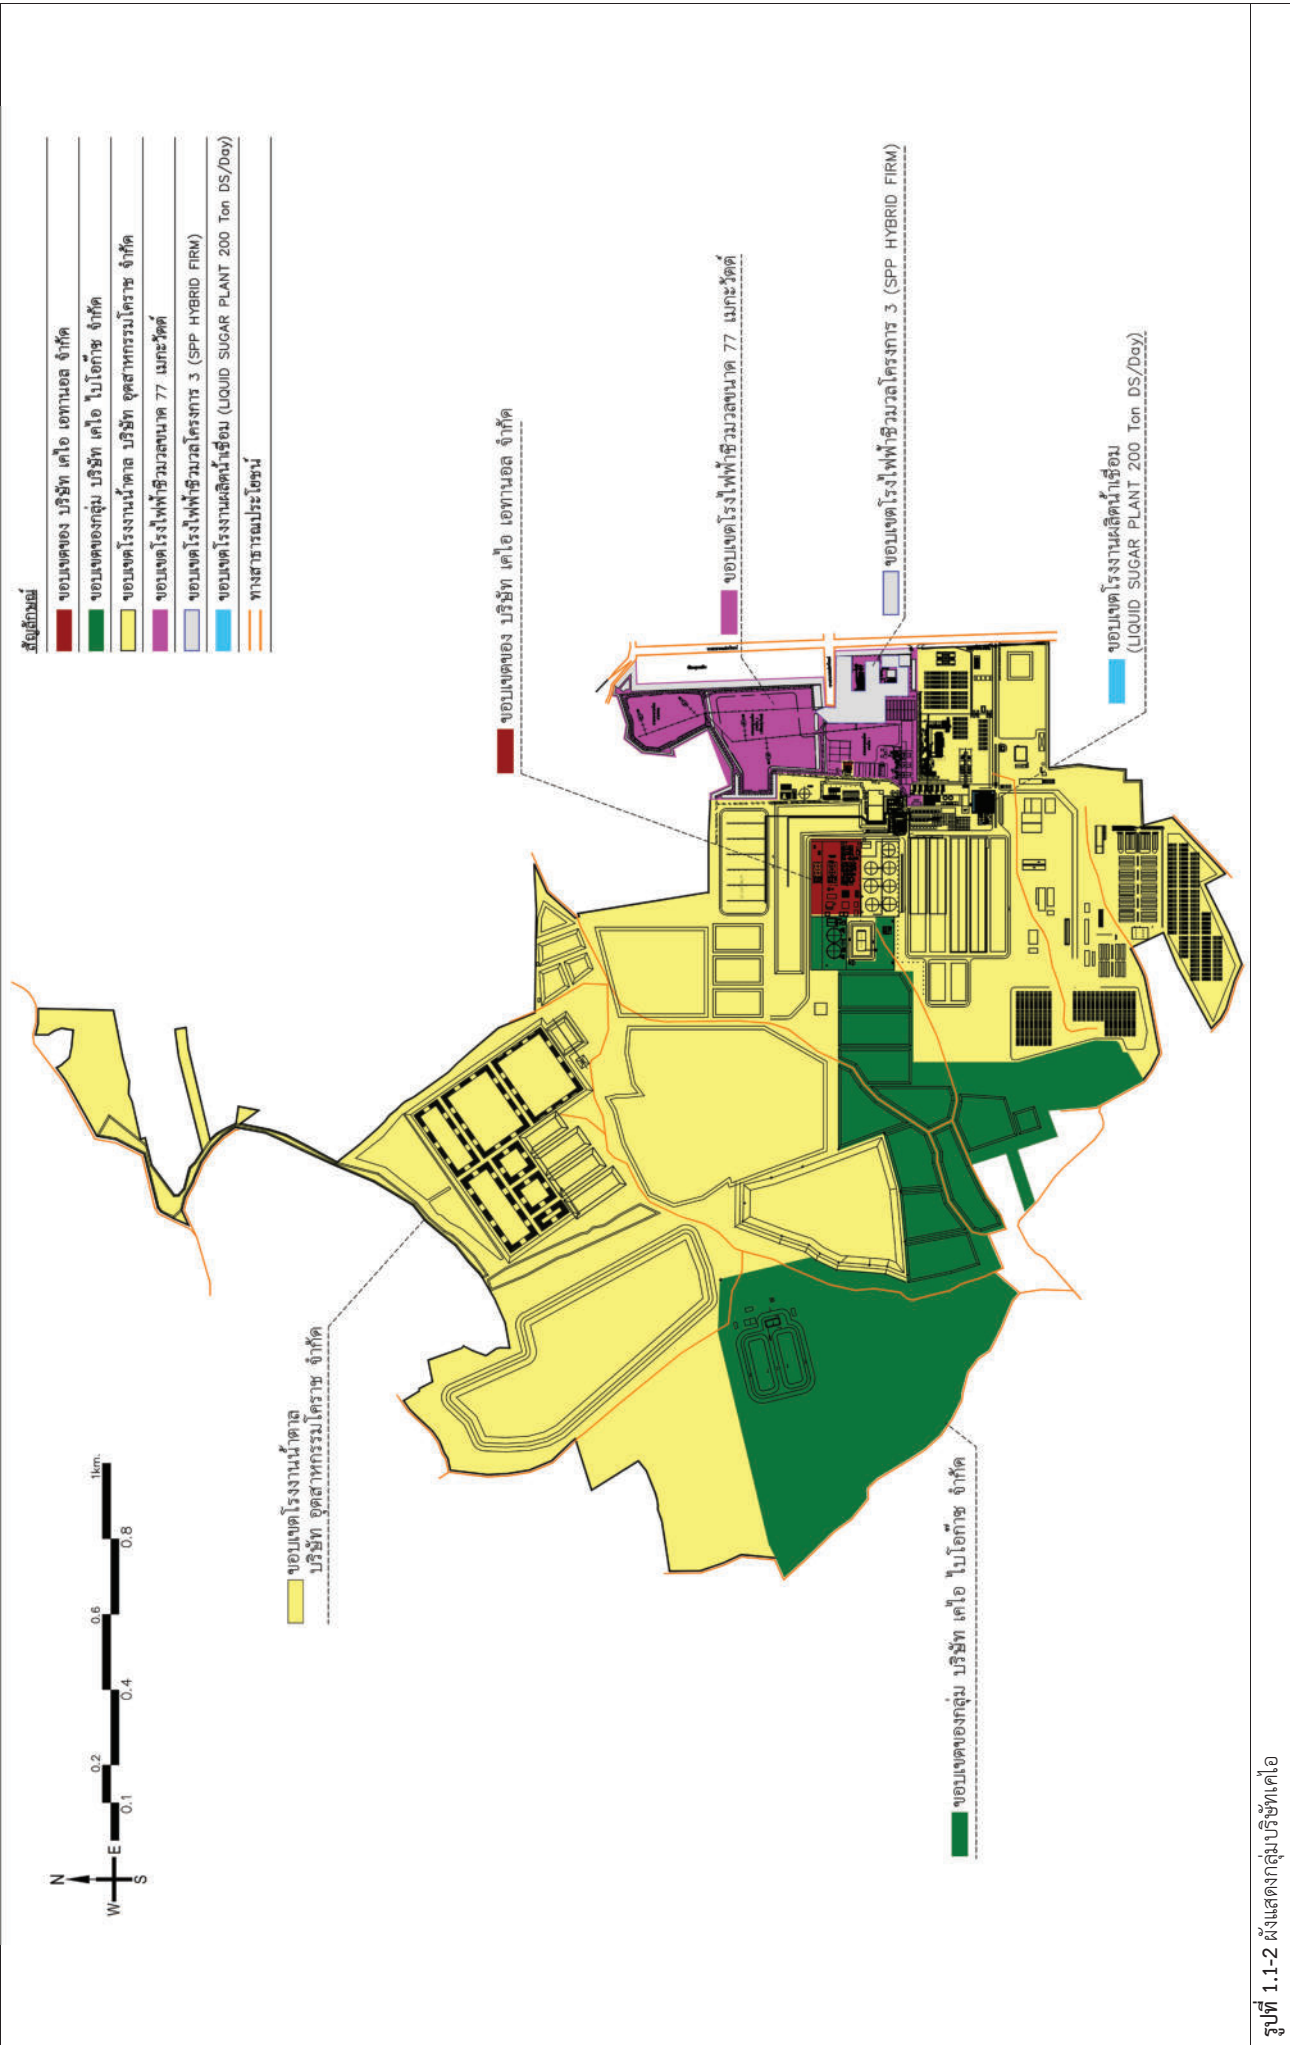 สัญลักษณ์
ขอบเขตของ บริษัท เคไอ เอทานอล จำกัด
ขอบเขตของกลุ่ม บริษัท เคไอ ไบโอก๊าซ จำกัด
ขอบเขตโรงงานน้ำตาล บริษัท อุตสาหกรรมโคราช จำกัด
ขอบเขตโรงไฟฟ้าชีวมวลขนาด 77 เมกะวัตต์
ขอบเขตโรงไฟฟ้าชีวมวลโครงการ 3 (SPP HYBRID FIRM)
ขอบเขตโรงงานผลิตน้ำเชื่อม (LIQUID SUGAR PLANT 200 Ton DS/Day)
ทางสาธารณประโยชน์
N
W
E
S
0.1
0.2
0.4
0.6
0.8
1km.
ขอบเขตโรงงานน้ำตาล
บริษัท อุตสาหกรรมโคราช จำกัด
ขอบเขตของ บริษัท เคไอ เอทานอล จำกัด
ขอบเขตโรงไฟฟ้าชีวมวลขนาด 77 เมกะวัตต์
ขอบเขตโรงไฟฟ้าชีวมวลโครงการ 3 (SPP HYBRID FIRM)
ขอบเขตของกลุ่ม บริษัท เคไอ ไบโอก๊าซ จำกัด
ขอบเขตโรงงานผลิตน้ำเชื่อม
(LIQUID SUGAR PLANT 200 Ton DS/Day)
รูปที่ 1.1-2 ผังแสดงกลุ่มบริษัทเคไอ